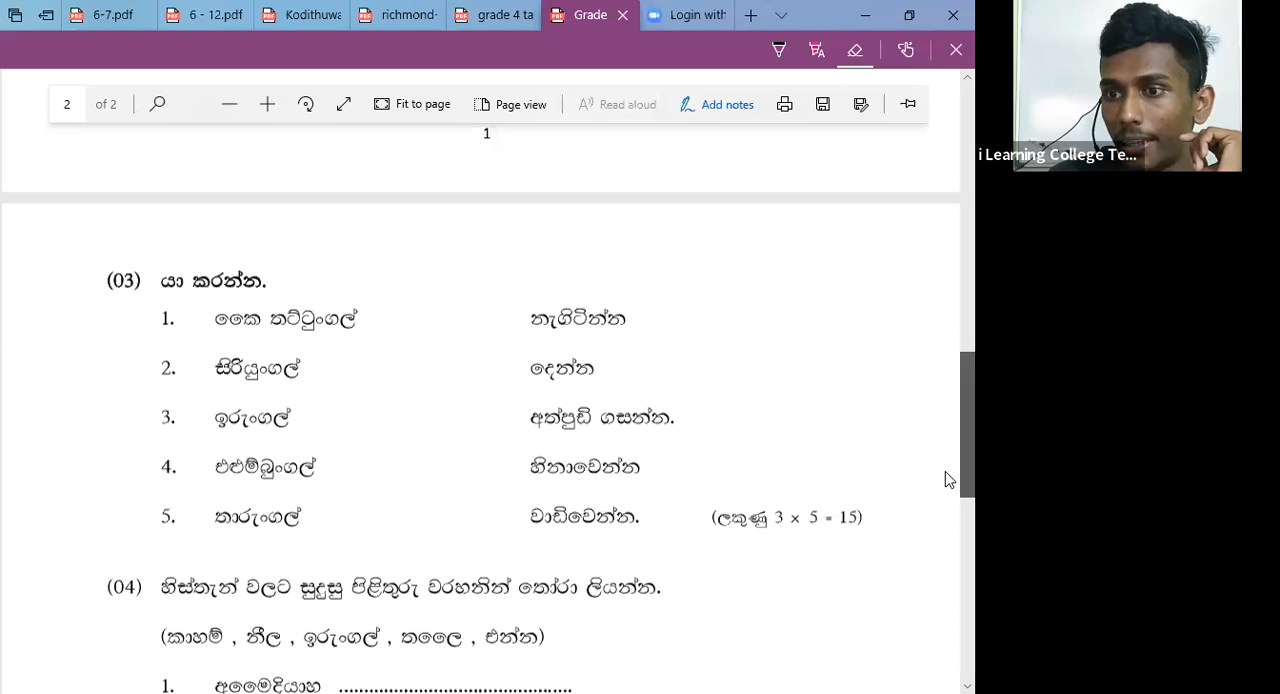 6-7.pdf 6 - 12.pdf Kodithuwa richmond- grade 4 ta Grade Login with
2 of 2 Fit to page Page view Read aloud Add notes
i Learning College Te...
1
(03) යා කරන්න.
1. කෛ තට්ටුංගල් නැගිටින්න
2. සිරියුංගල් දෙන්න
3. ඉරුංගල් අත්පුඩි ගසන්න.
4. එළුම්බුංගල් හිනාවෙන්න
5. තාරුංගල් වාඩිවෙන්න. (ලකුණු 3 × 5 = 15)
(04) හිස්තැන් වලට සුදුසු පිළිතුරු වරහනින් තෝරා ලියන්න.
(කාහම් , නීල , ඉරුංගල් , තලෛ , එන්න)
1. අමෛදියාහ ..............................................